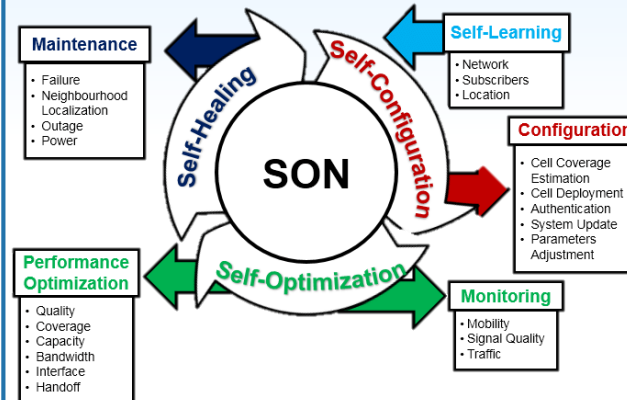 Maintenance
• Failure
• Neighbourhood
Localization
• Outage
• Power
Self-Healing
Self-Configuration
SON
Self-Optimization
Self-Learning
• Network
• Subscribers
• Location
Configuration
• Cell Coverage
Estimation
• Cell Deployment
• Authentication
• System Update
• Parameters
Adjustment
Performance
Optimization
• Quality
• Coverage
• Capacity
• Bandwidth
• Interface
• Handoff
Monitoring
• Mobility
• Signal Quality
• Traffic